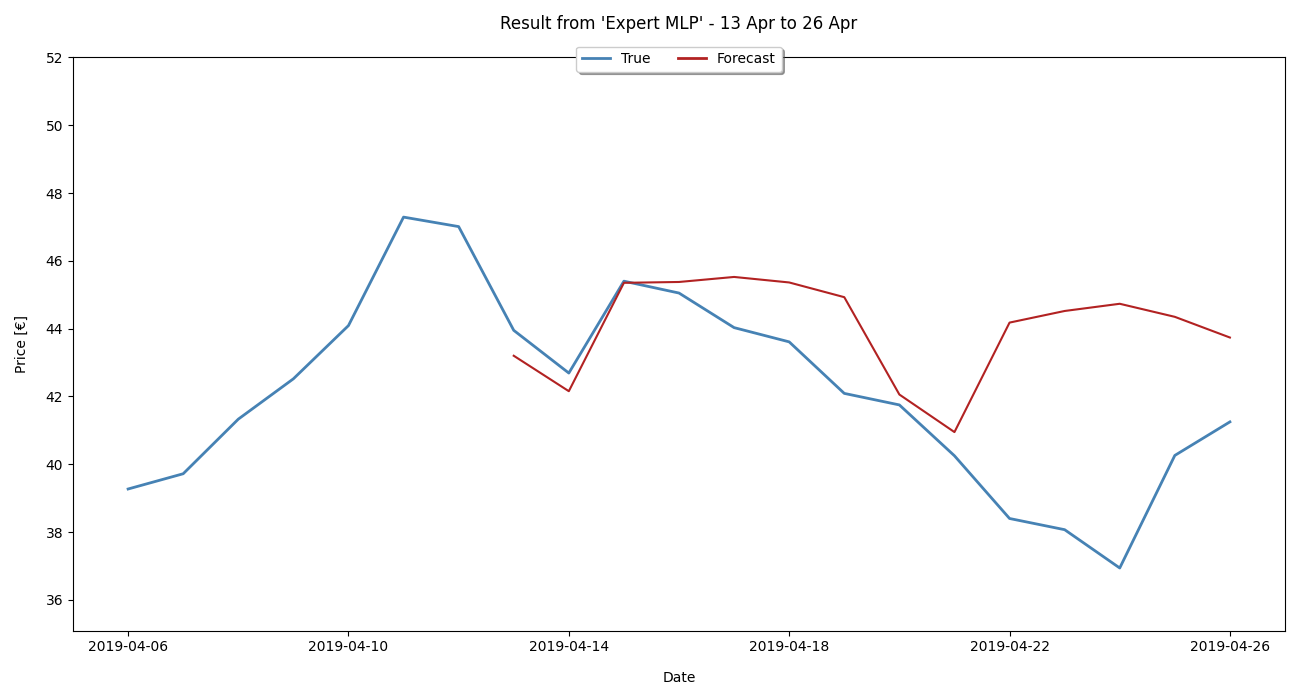 Result from 'Expert MLP' - 13 Apr to 26 Apr
True Forecast
52
50
48
46
44
42
40
38
36
Price [€]
2019-04-06 2019-04-10 2019-04-14 2019-04-18 2019-04-22 2019-04-26
Date